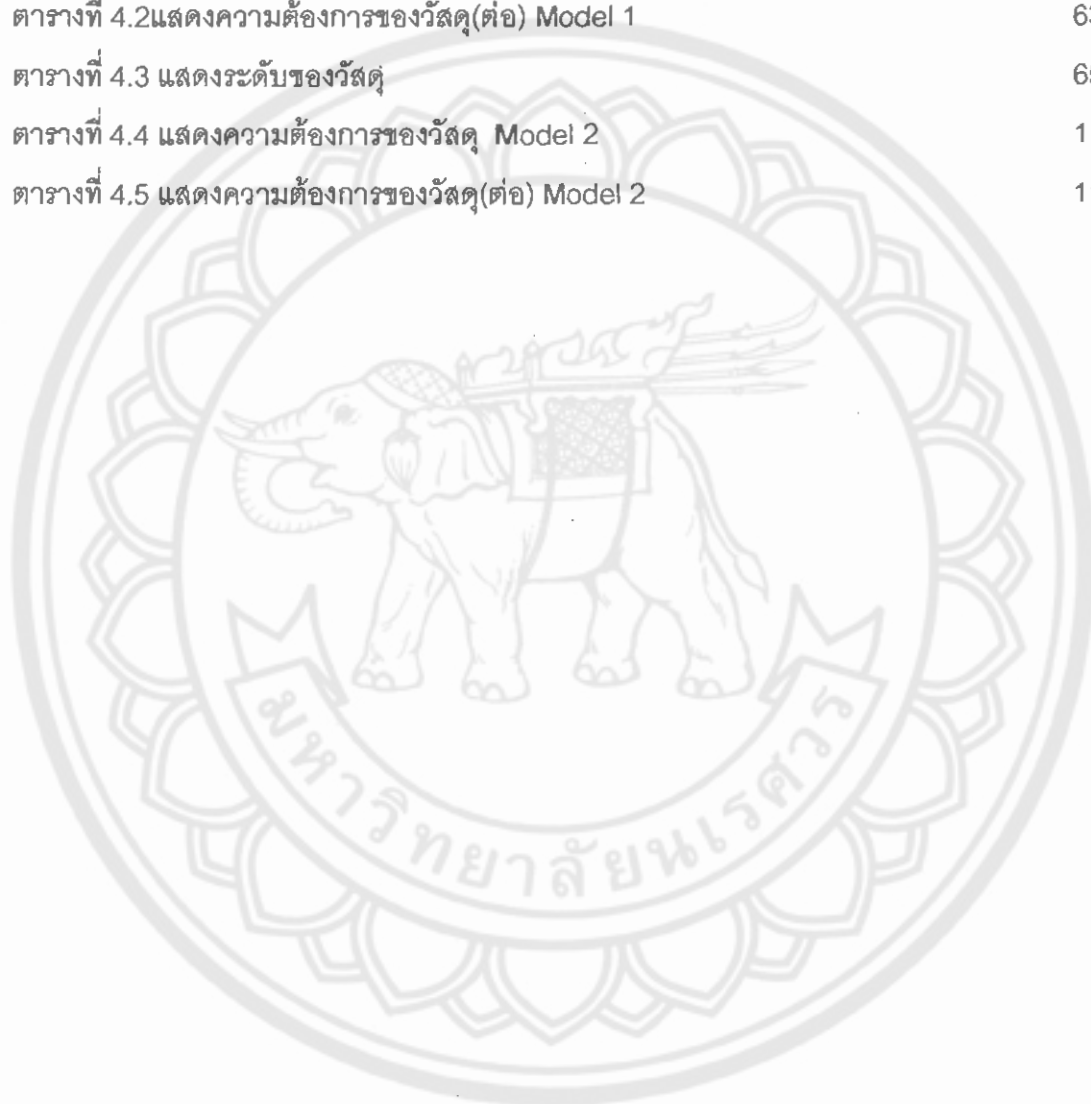 ตารางที่ 4.2แสดงความต้องการของวัสดุ(ต่อ) Model 1
ตารางที่ 4.3 แสดงระดับของวัสดุ
ตารางที่ 4.4 แสดงความต้องการของวัสดุ Model 2
ตารางที่ 4.5 แสดงความต้องการของวัสดุ(ต่อ) Model 2
มหาวิทยาลัยนเรศวร